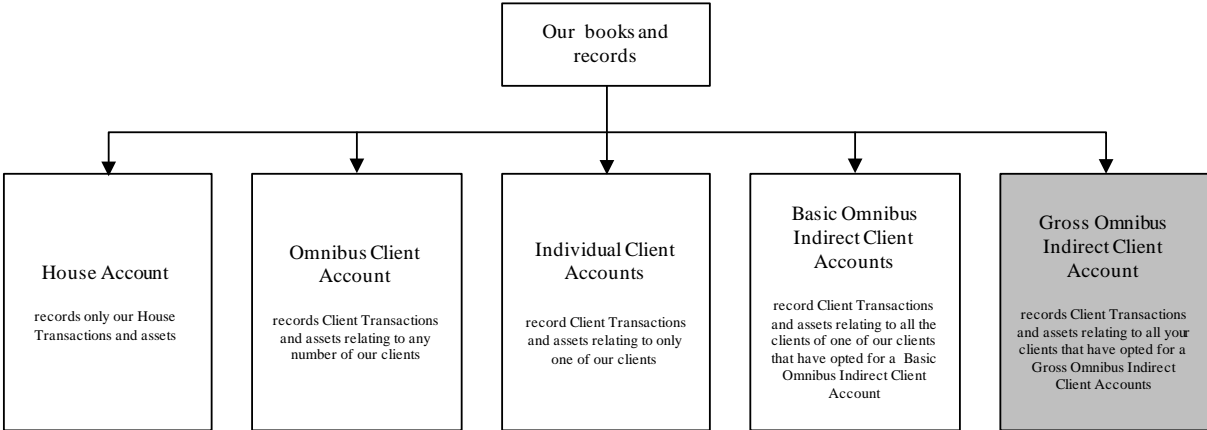 Our books and
records
House Account
records only our House
Transactions and assets
Omnibus Client
Account
records Client Transactions
and assets relating to any
number of our clients
Individual Client
Accounts
record Client Transactions
and assets relating to only
one of our clients
Basic Omnibus
Indirect Client
Accounts
record Client Transactions
and assets relating to all the
clients of one of our clients
that have opted for a Basic
Omnibus Indirect Client
Account
Gross Omnibus
Indirect Client
Account
records Client Transactions
and assets relating to all your
clients that have opted for a
Gross Omnibus Indirect
Client Accounts